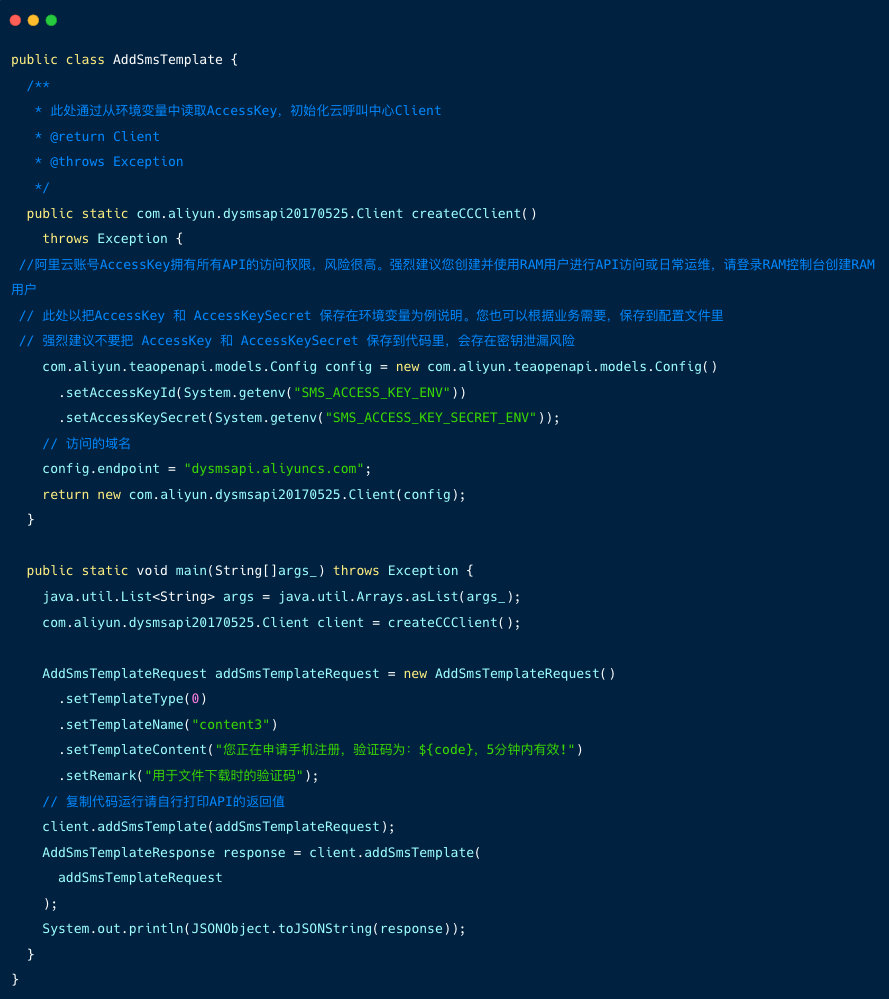 public class AddSmsTemplate {
  /**
   * 此处通过从环境变量中读取AccessKey，初始化云呼叫中心Client
   * @return Client
   * @throws Exception
   */
  public static com.aliyun.dysmsapi20170525.Client createCCClient()
    throws Exception {
 //阿里云账号AccessKey拥有所有API的访问权限，风险很高。强烈建议您创建并使用RAM用户进行API访问或日常运维，请登录RAM控制台创建RAM
用户
 // 此处以把AccessKey 和 AccessKeySecret 保存在环境变量为例说明。您也可以根据业务需要，保存到配置文件里
 // 强烈建议不要把 AccessKey 和 AccessKeySecret 保存到代码里，会存在密钥泄漏风险
    com.aliyun.teaopenapi.models.Config config = new com.aliyun.teaopenapi.models.Config()
      .setAccessKeyId(System.getenv("SMS_ACCESS_KEY_ENV"))
      .setAccessKeySecret(System.getenv("SMS_ACCESS_KEY_SECRET_ENV"));
    // 访问的域名
    config.endpoint = "dysmsapi.aliyuncs.com";
    return new com.aliyun.dysmsapi20170525.Client(config);
  }

  public static void main(String[]args_) throws Exception {
    java.util.List<String> args = java.util.Arrays.asList(args_);
    com.aliyun.dysmsapi20170525.Client client = createCCClient();

    AddSmsTemplateRequest addSmsTemplateRequest = new AddSmsTemplateRequest()
      .setTemplateType(0)
      .setTemplateName("content3")
      .setTemplateContent("您正在申请手机注册，验证码为：${code}，5分钟内有效！")
      .setRemark("用于文件下载时的验证码");
    // 复制代码运行请自行打印API的返回值
    client.addSmsTemplate(addSmsTemplateRequest);
    AddSmsTemplateResponse response = client.addSmsTemplate(
      addSmsTemplateRequest
    );
    System.out.println(JSONObject.toJSONString(response));
  }
}